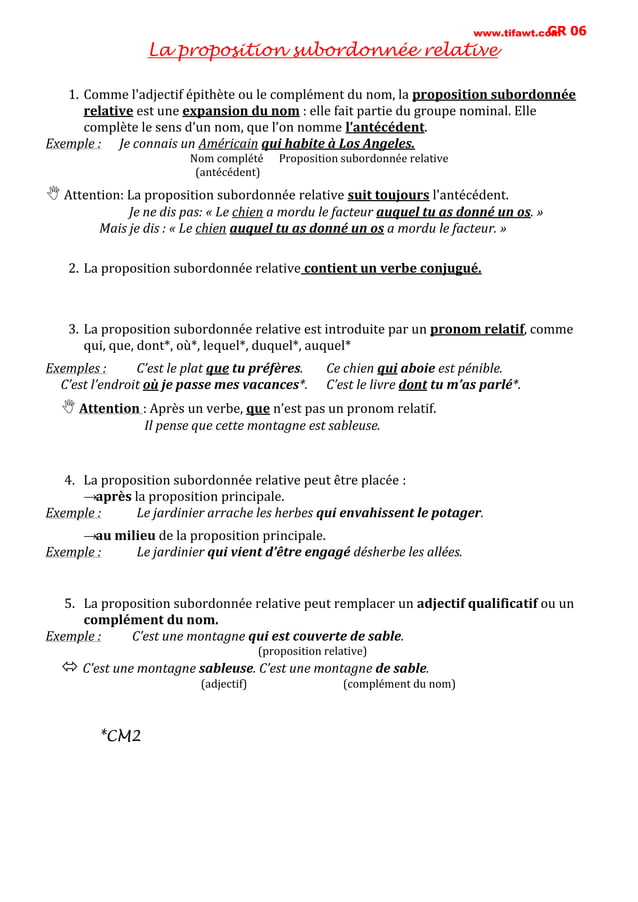 www.tifawt.com
GR 06
La proposition subordonnée relative
1. Comme l'adjectif épithète ou le complément du nom, la proposition subordonnée
relative est une expansion du nom : elle fait partie du groupe nominal. Elle
complète le sens d'un nom, que l'on nomme l'antécédent.
Exemple : Je connais un Américain qui habite à Los Angeles.
Nom complété Proposition subordonnée relative
(antécédent)
Attention: La proposition subordonnée relative suit toujours l'antécédent.
Je ne dis pas: « Le chien a mordu le facteur auquel tu as donné un os. »
Mais je dis : « Le chien auquel tu as donné un os a mordu le facteur. »
2. La proposition subordonnée relative contient un verbe conjugué.
3. La proposition subordonnée relative est introduite par un pronom relatif, comme
qui, que, dont*, où*, lequel*, duquel*, auquel*
Exemples : C'est le plat que tu préfères. Ce chien qui aboie est pénible.
C'est l'endroit où je passe mes vacances*. C'est le livre dont tu m'as parlé*.
Attention : Après un verbe, que n'est pas un pronom relatif.
Il pense que cette montagne est sableuse.
4. La proposition subordonnée relative peut être placée :
→après la proposition principale.
Exemple : Le jardinier arrache les herbes qui envahissent le potager.
→au milieu de la proposition principale.
Exemple : Le jardinier qui vient d'être engagé désherbe les allées.
5. La proposition subordonnée relative peut remplacer un adjectif qualificatif ou un
complément du nom.
Exemple : C'est une montagne qui est couverte de sable.
(proposition relative)
⇔ C'est une montagne sableuse. C'est une montagne de sable.
(adjectif) (complément du nom)
*CM2